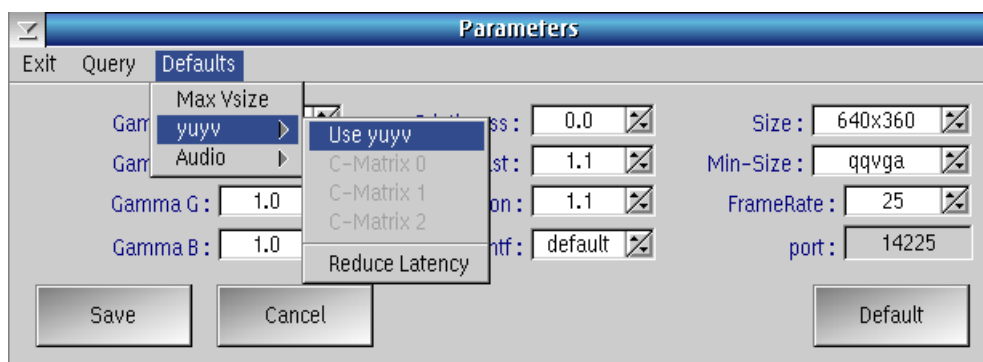 Parameters
Exit Query Defaults
Max Vsize
yuyv
Audio
Use yuyv
C-Matrix 0
C-Matrix 1
C-Matrix 2
Reduce Latency
Gam ss : 0.0 Size : 640x360
Gam st : 1.1 Min-Size : qqvga
Gamma G : 1.0 on : 1.1 FrameRate : 25
Gamma B : 1.0 ntf : default port : 14225
Save Cancel Default